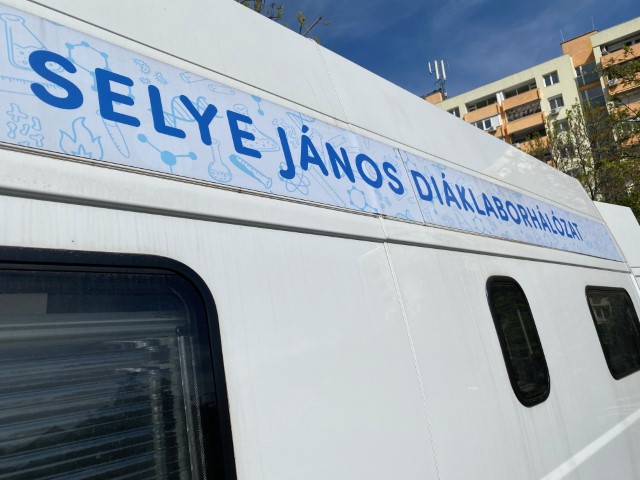 SELYE JÁNOS DIÁKLABORHÁLÓZAT